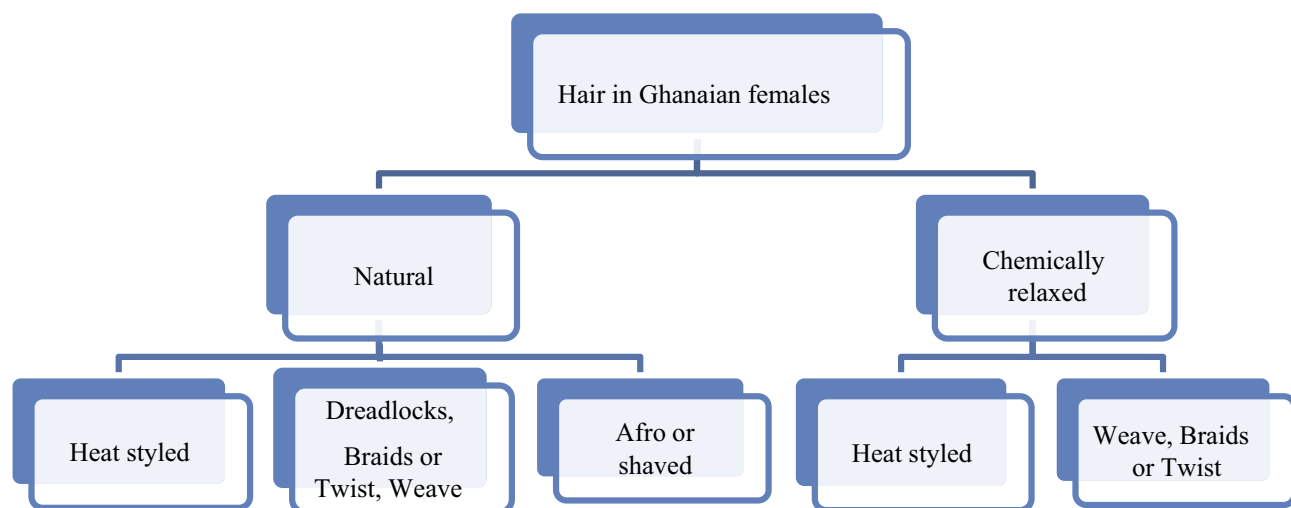 Hair in Ghanaian females
Natural
Chemically
relaxed
Heat styled
Dreadlocks,
Braids or
Twist, Weave
Afro or
shaved
Heat styled
Weave, Braids
or Twist